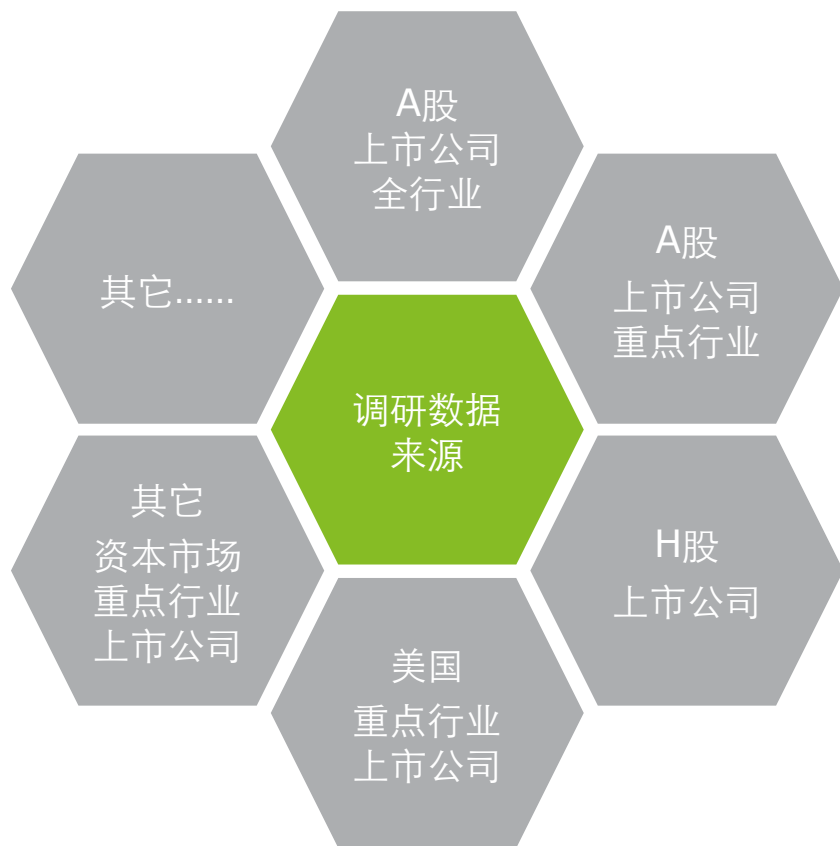 A股
上市公司
全行业
A股
上市公司
重点行业
H股
上市公司
美国
重点行业
上市公司
其它
资本市场
重点行业
上市公司
其它......
调研数据
来源